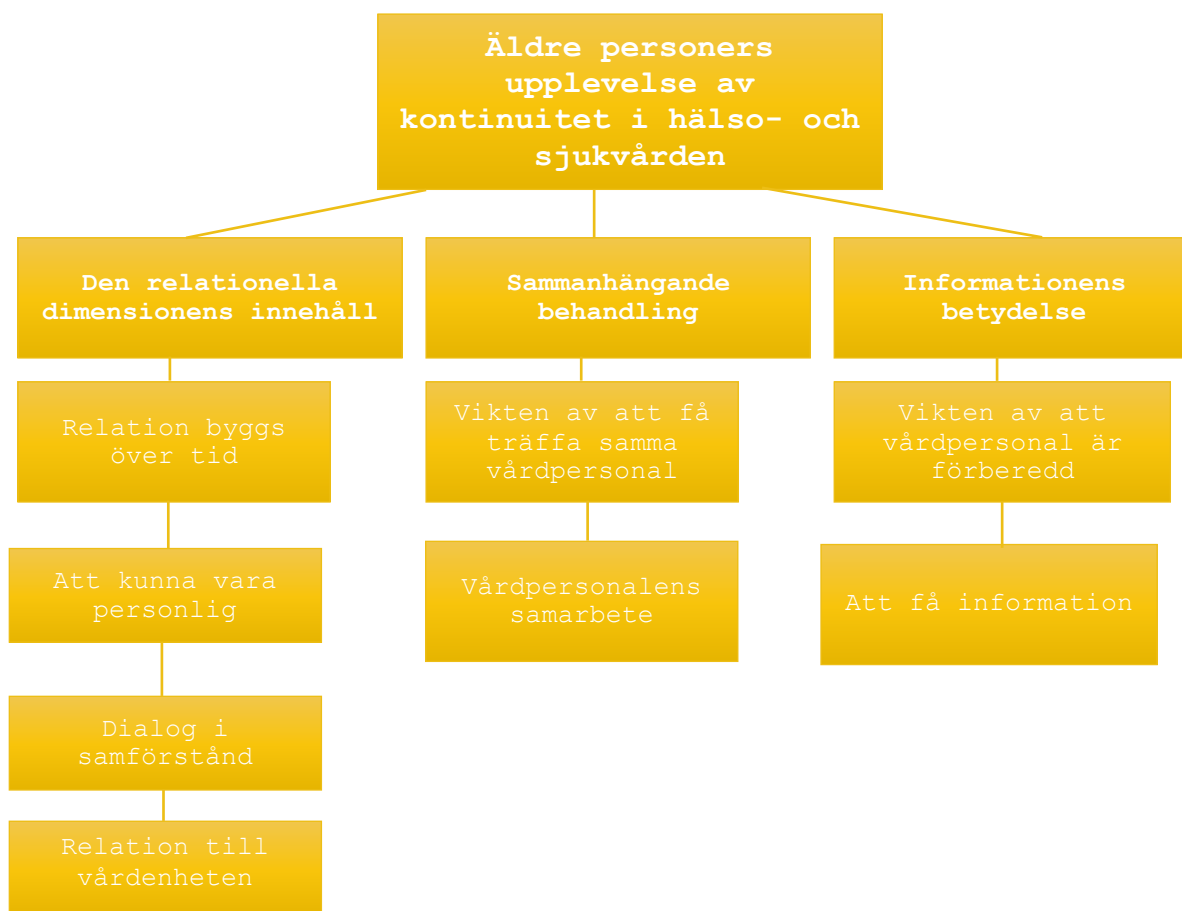 Äldre personers
upplevelse av
kontinuitet i hälso- och
sjukvården
Den relationella
dimensionens innehåll
Relation byggs
över tid
Att kunna vara
personlig
Dialog i
samförstånd
Relation till
vårdenheten
Sammanhängande
behandling
Vikten av att få
träffa samma
vårdpersonal
Vårdpersonalens
samarbete
Informationens
betydelse
Vikten av att
vårdpersonal är
förberedd
Att få information